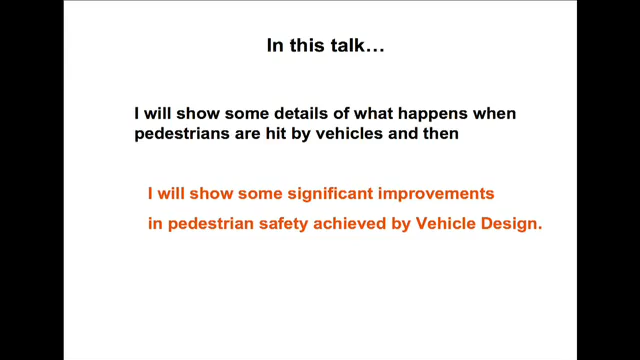 In this talk…
I will show some details of what happens when
pedestrians are hit by vehicles and then
I will show some significant improvements
in pedestrian safety achieved by Vehicle Design.